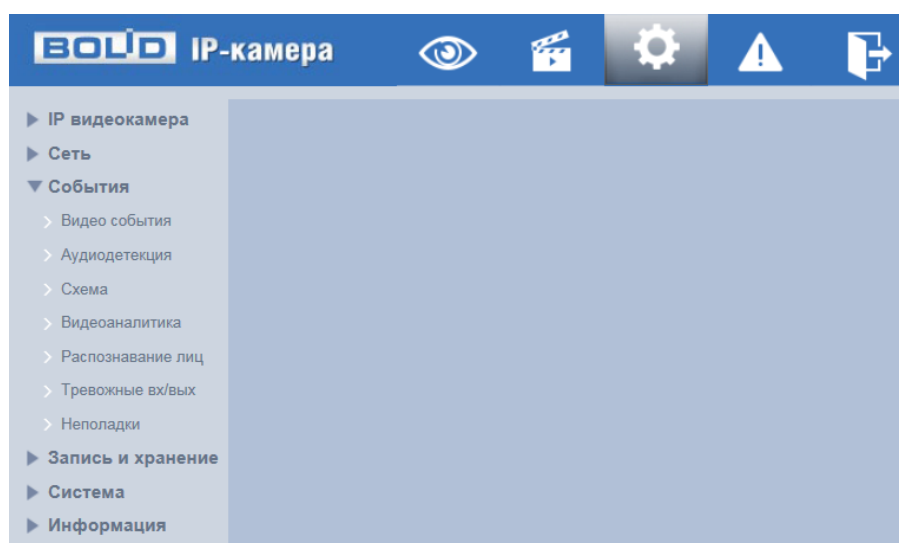 BOLID IP-камера
IP видеокамера
Сеть
События
Видео события
Аудиодетекция
Схема
Видеоаналитика
Распознавание лиц
Тревожные вх/вых
Неполадки
Запись и хранение
Система
Информация